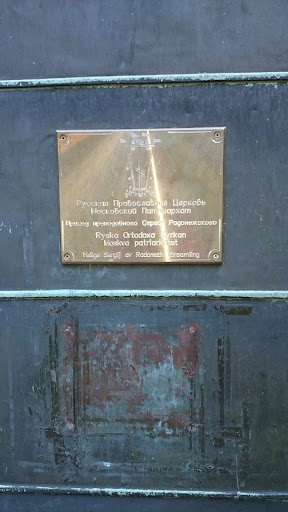 Русская Православная Церковь
Московский Патриархат
Приход преподобного Сергия Радонежского
Ryska Ortodoxa Kyrkan
Moskva patriarkatet
Helige Sergij av Radonezh församling